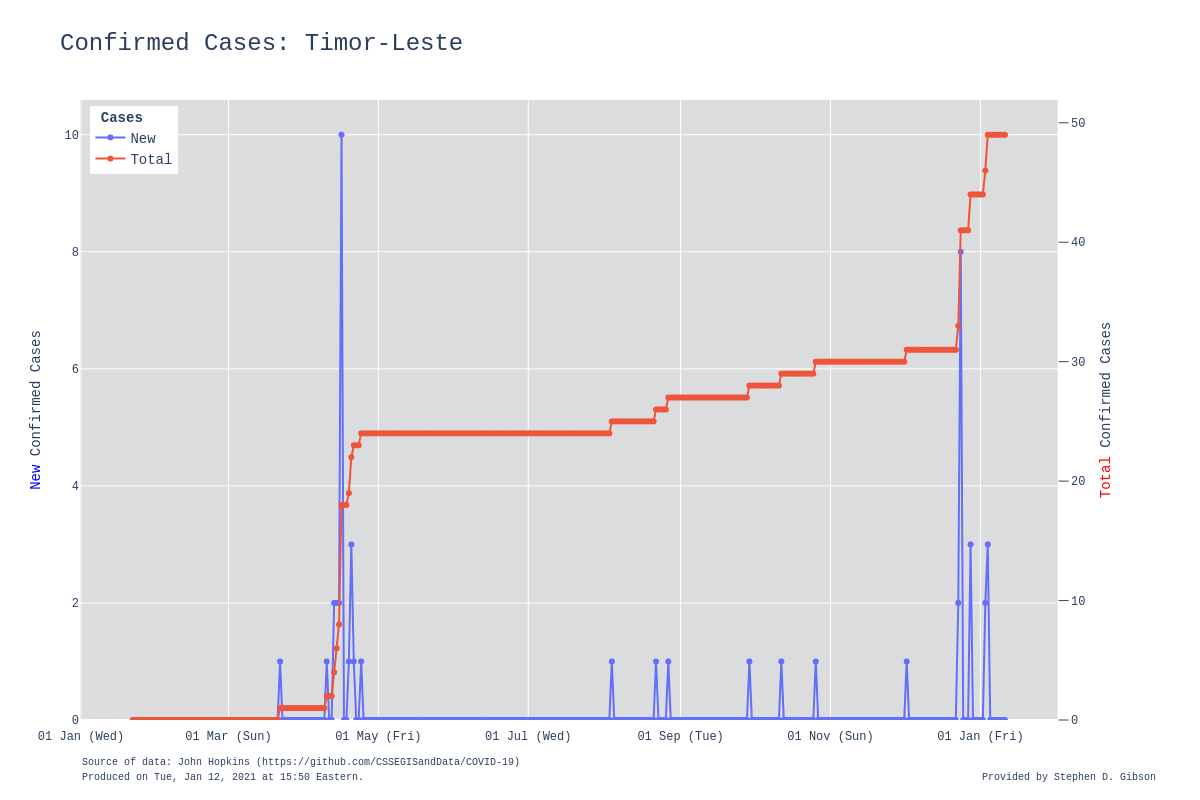 Confirmed Cases: Timor-Leste
Cases
New
Total
10
8
6
4
2
0
50
40
30
20
10
0
New Confirmed Cases
Total Confirmed Cases
01 Jan (Wed) 01 Mar (Sun) 01 May (Fri) 01 Jul (Wed) 01 Sep (Tue) 01 Nov (Sun) 01 Jan (Fri)
Source of data: John Hopkins (https://github.com/CSSEGISandData/COVID-19)
Produced on Tue, Jan 12, 2021 at 15:50 Eastern.
Provided by Stephen D. Gibson